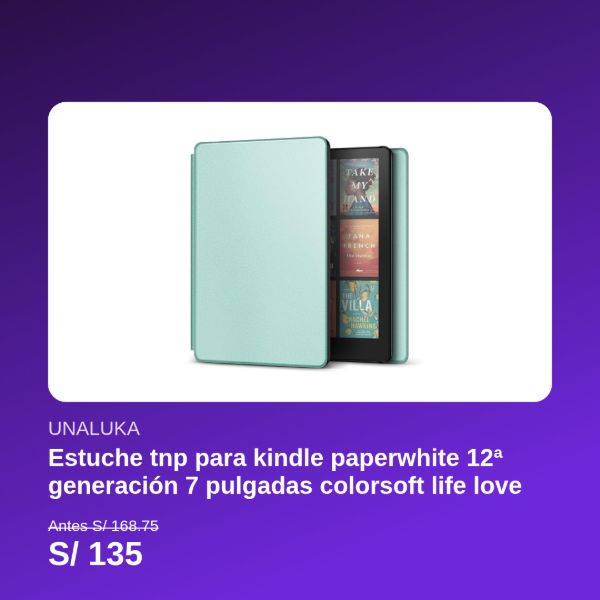 TAKE
MY
HAND
TANA
FRENCH
THE
VILLA
RACHEL
HAWKINS
UNALUKA
Estuche tnp para kindle paperwhite 12ª
generación 7 pulgadas colorsoft life love
Antes S/ 168.75
S/ 135